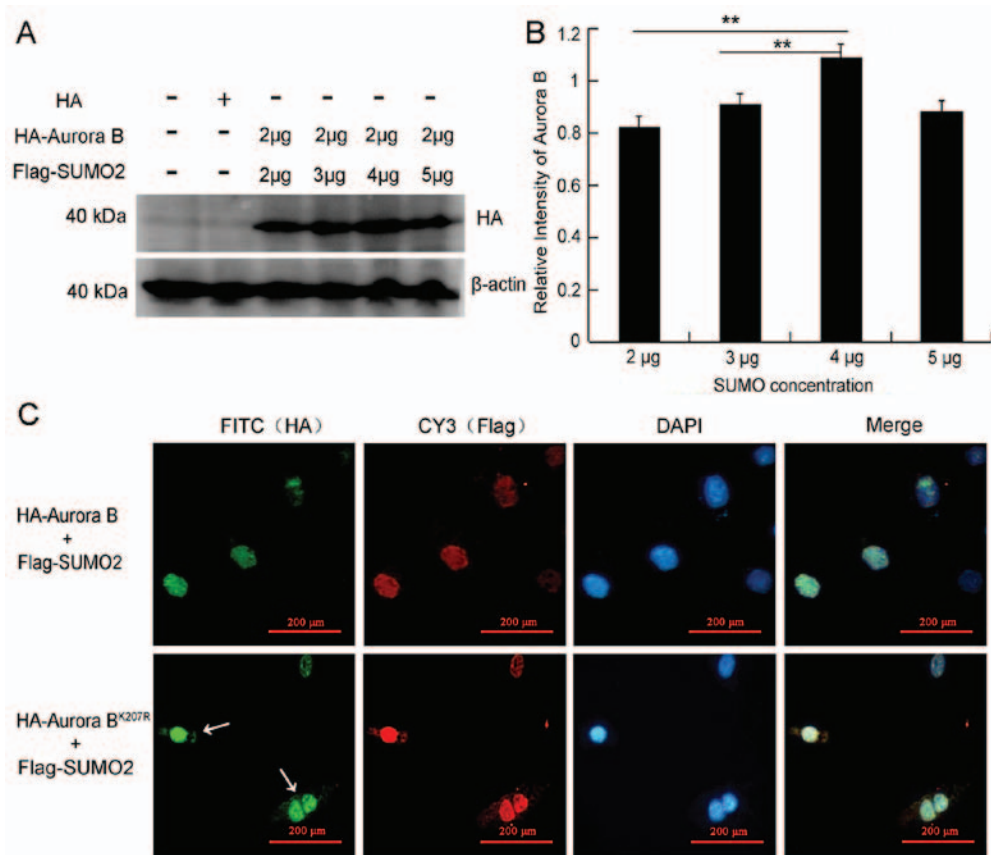 A
HA - + - - - -
HA-Aurora B - - 2μg 2μg 2μg 2μg
Flag-SUMO2 - - 2μg 3μg 4μg 5μg
40 kDa HA
40 kDa β-actin
B
Relative Intensity of Aurora B
1.2
1
0.8
0.6
0.4
1.2
0
** 
**
2 μg 3 μg 4 μg 5 μg
SUMO concentration
C
FITC（HA） CY3（Flag） DAPI Merge
HA-Aurora B
+
Flag-SUMO2
200 μm 200 μm 200 μm 200 μm
HA-Aurora B^K207R
+
Flag-SUMO2
200 μm 200 μm 200 μm 200 μm